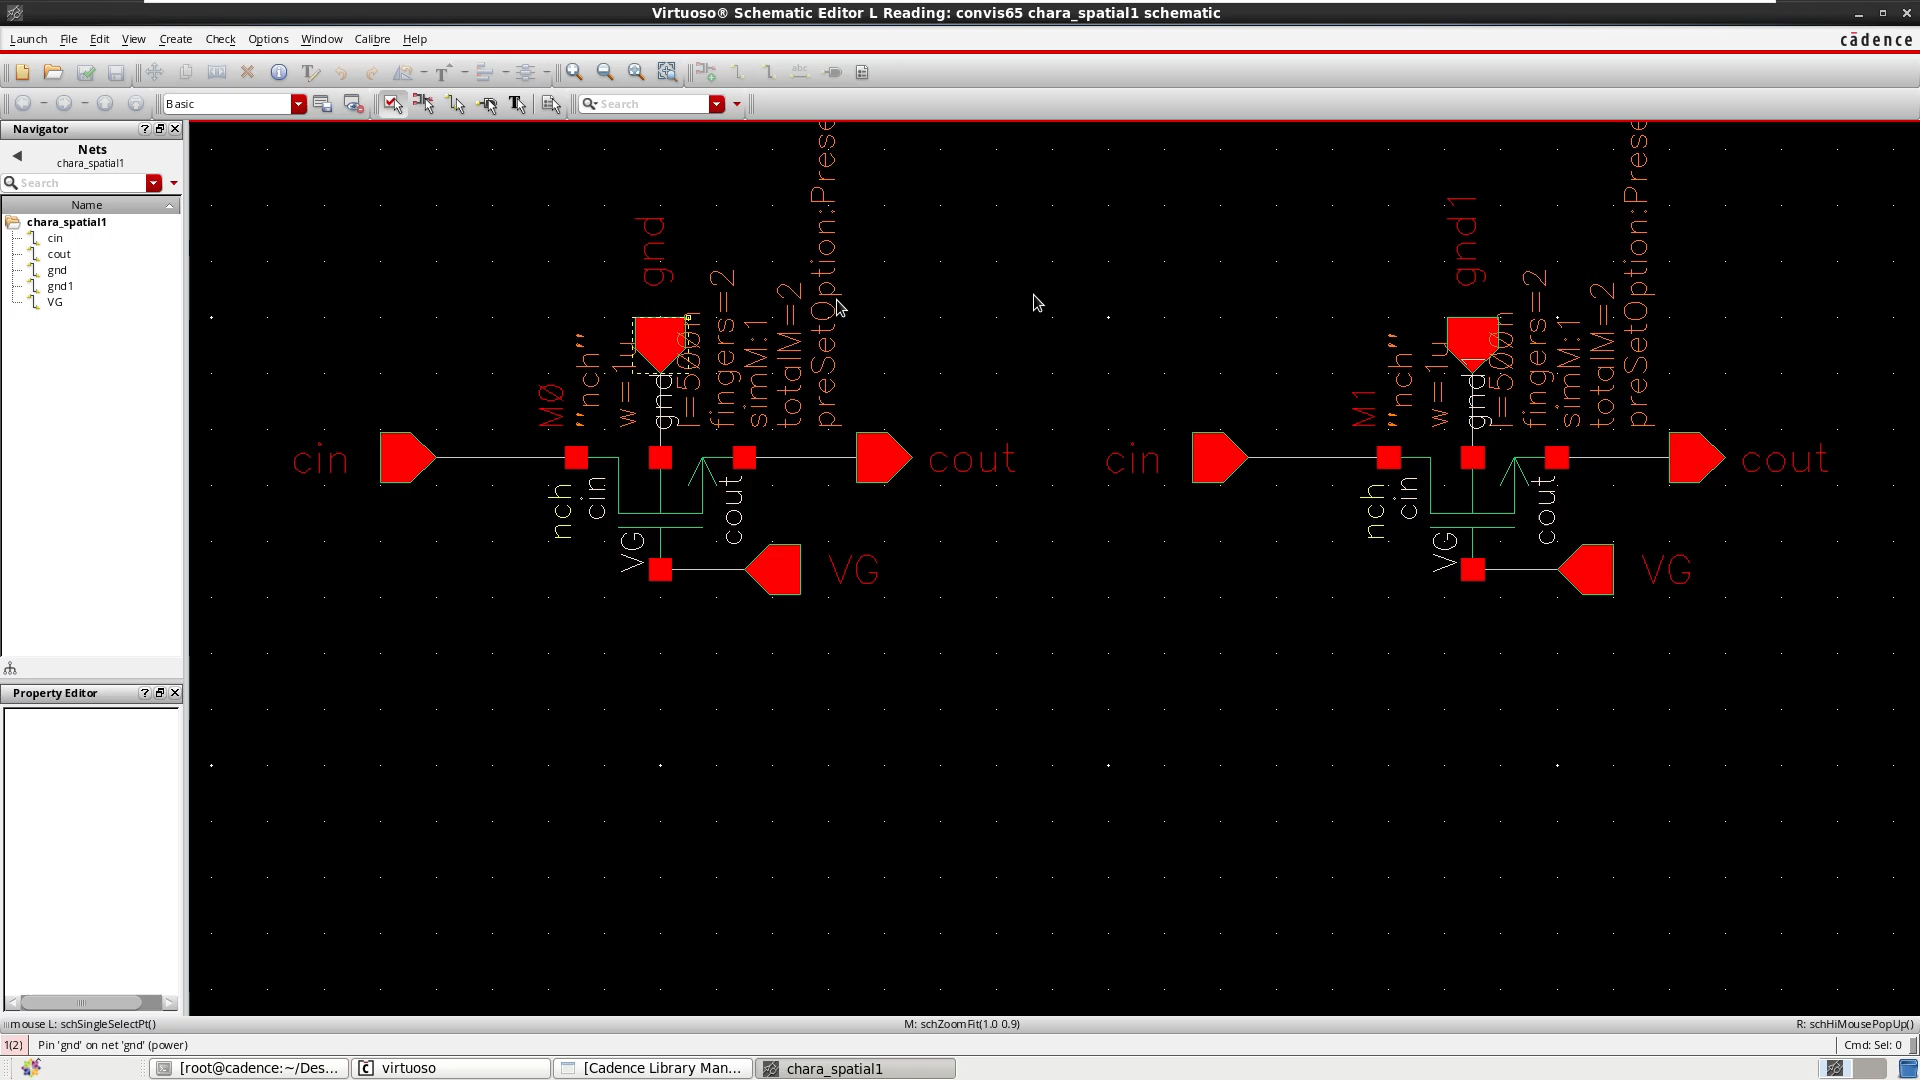 Virtuoso® Schematic Editor L Reading: convis65 chara_spatial1 schematic
Launch File Edit View Create Check Options Window Calibre Help
cādence
Basic
Search
Navigator
Nets
chara_spatial1
Search
Name
chara_spatial1
cin
cout
gnd
gnd1
VG
Property Editor
gnd
M0
"nch"
w=1u
gnd
l=500n
fingers=2
simM:1
totalM=2
preSetOption:Prese
cin
cout
nch
cin
cout
VG
VG
gnd1
M1
"nch"
w=1u
gnd
l=500n
fingers=2
simM:1
totalM=2
preSetOption:Prese
cin
cout
nch
cin
cout
VG
VG
mouse L: schSingleSelectPt()
M: schZoomFit(1.0 0.9)
R: schHiMousePopUp()
1(2)
Pin 'gnd' on net 'gnd' (power)
Cmd: Sel: 0
[root@cadence:~/Des...
virtuoso
[Cadence Library Man...
chara_spatial1